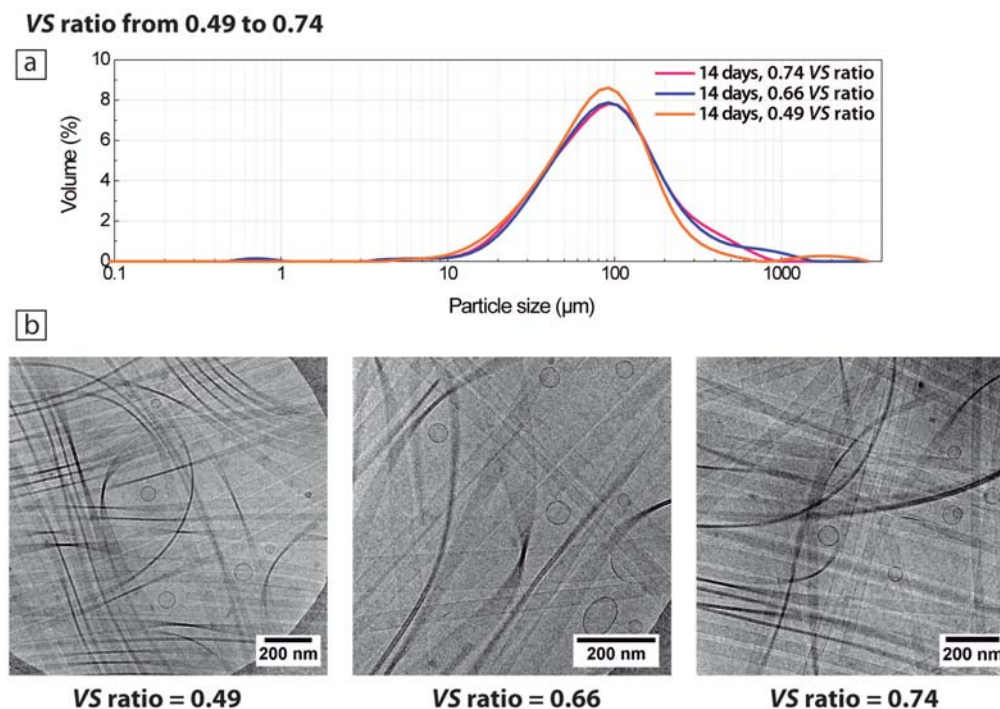 VS ratio from 0.49 to 0.74
a
10
8
6
4
2
0
Volume (%)
14 days, 0.74 VS ratio
14 days, 0.66 VS ratio
14 days, 0.49 VS ratio
0.1 1 10 100 1000
Particle size (µm)
b
200 nm 200 nm 200 nm
VS ratio = 0.49 VS ratio = 0.66 VS ratio = 0.74